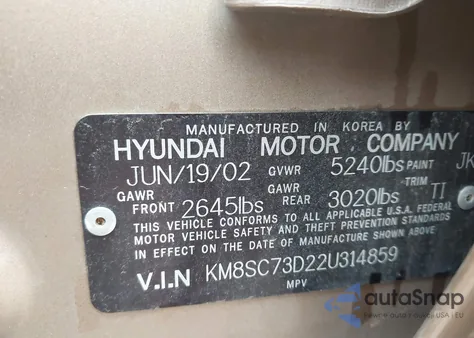 MANUFACTURED IN KOREA BY
HYUNDAI MOTOR COMPANY
JUN/19/02 GVWR 5240lbs PAINT JK
GAWR FRONT 2645lbs GAWR REAR 3020lbs TRIM TI
THIS VEHICLE CONFORMS TO ALL APPLICABLE U.S.A. FEDERAL
MOTOR VEHICLE SAFETY AND THEFT PREVENTION STANDARDS
IN EFFECT ON THE DATE OF MANUFACTURE SHOWN ABOVE
V.I.N KM8SC73D22U314859
MPV
autoSnap